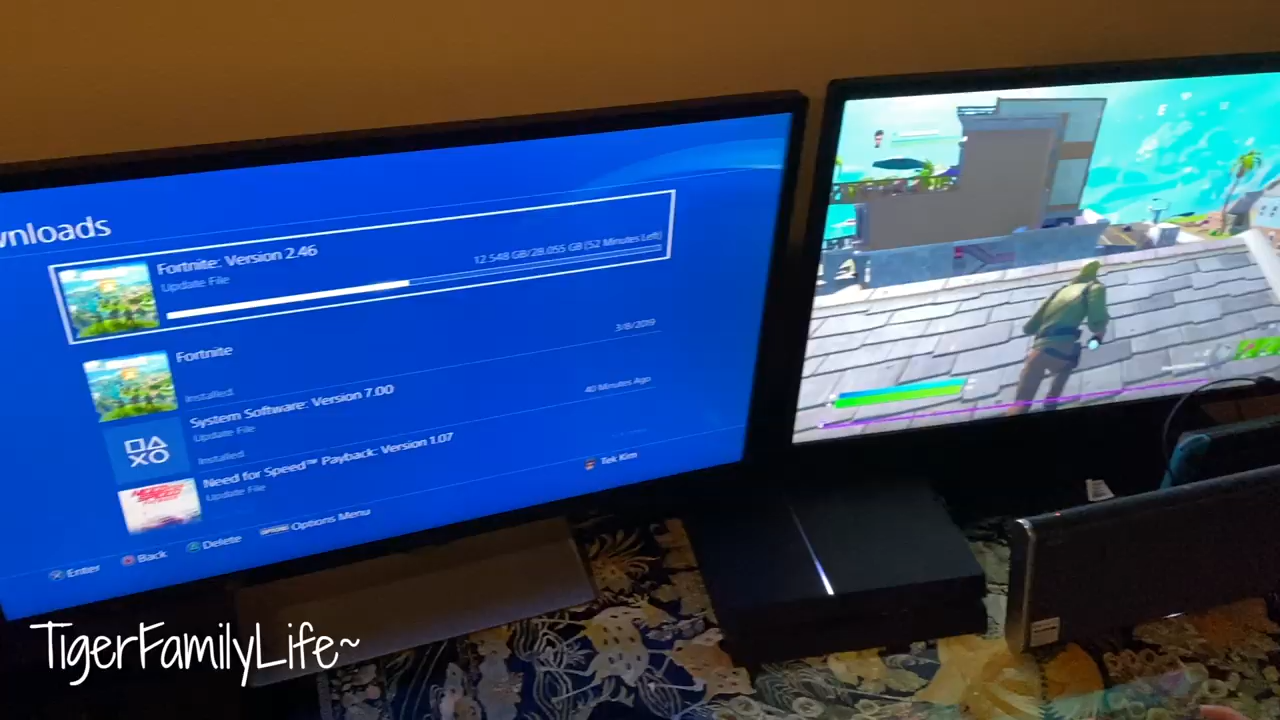 wnloads
Fortnite: Version 2.46
Update File
12.548 GB/28.055 GB (52 Minutes Left)
Fortnite
3/8/2019
Installed
System Software: Version 7.00
Update File
40 Minutes Ago
Installed
Need for Speed™ Payback: Version 1.07
Update File
Tek Kim
Enter
Back
Delete
Options Menu
TigerFamilyLife~